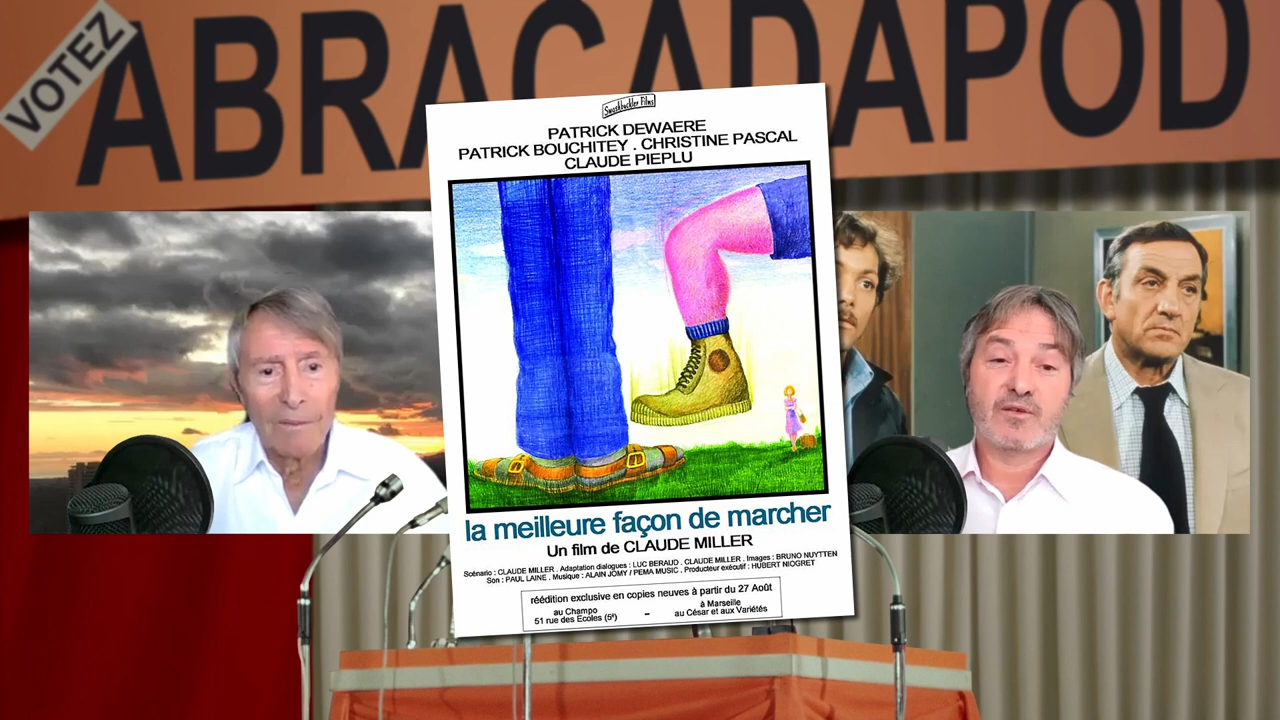 VOTEZ
ABRACADAPOD
Swashbuckler Films
PATRICK DEWAERE
PATRICK BOUCHITEY . CHRISTINE PASCAL
CLAUDE PIEPLU
la meilleure façon de marcher
Un film de CLAUDE MILLER
Scénario : CLAUDE MILLER . Adaptation dialogues : LUC BERAUD . CLAUDE MILLER . Images : BRUNO NUYTTEN
Son : PAUL LAINE . Musique : ALAIN JOMY / PEMA MUSIC . Producteur exécutif : HUBERT NIOGRET
réédition exclusive en copies neuves à partir du 27 Août
au Champo
51 rue des Ecoles (5e)
-
à Marseille
au César et aux Variétés